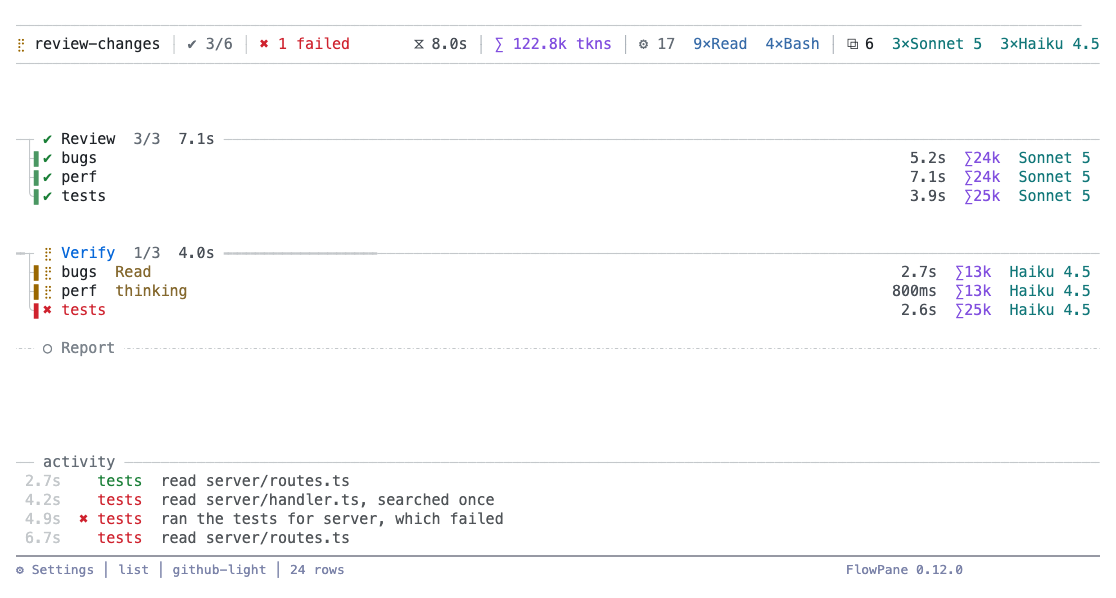 ⣿ review-changes │ ✔ 3/6 │ ✖ 1 failed ⧖ 8.0s │ ∑ 122.8k tkns │ ⚙ 17 9×Read 4×Bash │ ⧉ 6 3×Sonnet 5 3×Haiku 4.5
✔ Review 3/3 7.1s
✔ bugs 5.2s ∑24k Sonnet 5
✔ perf 7.1s ∑24k Sonnet 5
✔ tests 3.9s ∑25k Sonnet 5
⣿ Verify 1/3 4.0s
⣿ bugs Read 2.7s ∑13k Haiku 4.5
⣿ perf thinking 800ms ∑13k Haiku 4.5
✖ tests 2.6s ∑25k Haiku 4.5
○ Report
activity
2.7s tests read server/routes.ts
4.2s tests read server/handler.ts, searched once
4.9s ✖ tests ran the tests for server, which failed
6.7s tests read server/routes.ts
⚙ Settings │ list │ github-light │ 24 rows FlowPane 0.12.0